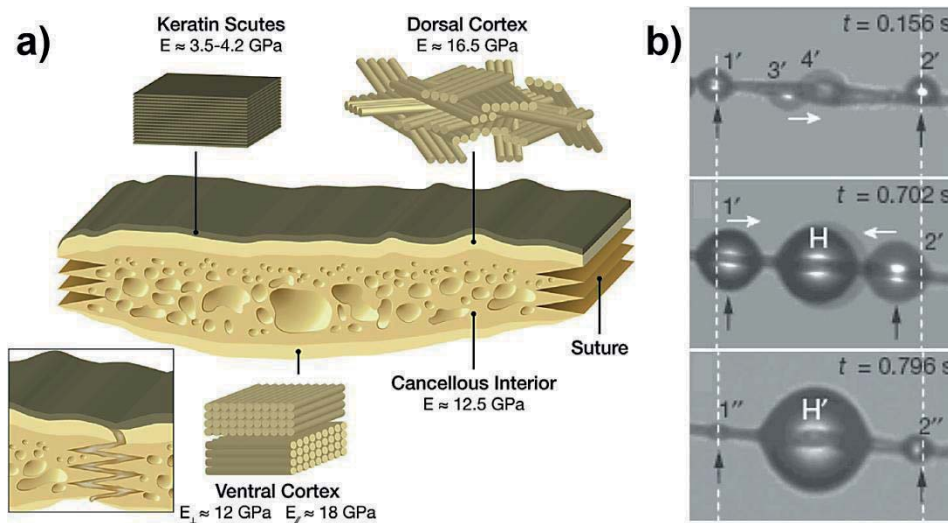 a)
Keratin Scutes
E ≈ 3.5-4.2 GPa
Dorsal Cortex
E ≈ 16.5 GPa
Suture
Cancellous Interior
E ≈ 12.5 GPa
Ventral Cortex
E⊥ ≈ 12 GPa E∥ ≈ 18 GPa
b)
t = 0.156 s
1′ 3′ 4′ 2′
t = 0.702 s
1′ H 2′
t = 0.796 s
1″ H′ 2″